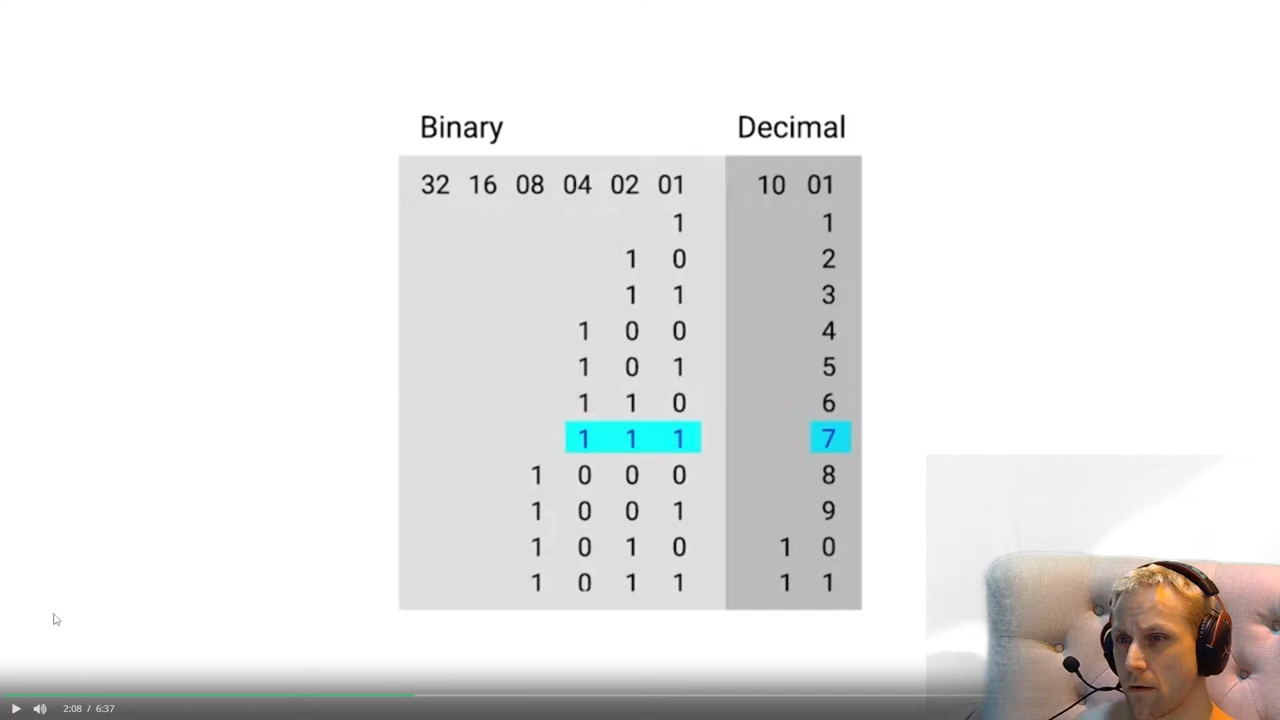 Binary Decimal
32 16 08 04 02 01 10 01
1 1
1 0 2
1 1 3
1 0 0 4
1 0 1 5
1 1 0 6
1 1 1 7
1 0 0 0 8
1 0 0 1 9
1 0 1 0 1 0
1 0 1 1 1 1
2:08 / 6:37